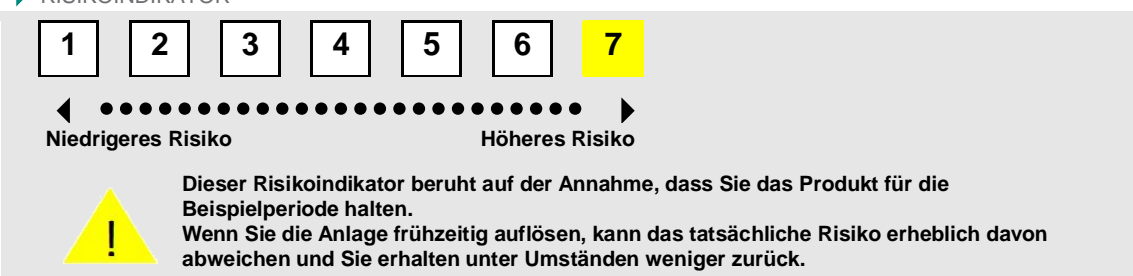 RISIKOINDIKATOR
1 2 3 4 5 6 7
Niedrigeres Risiko Höheres Risiko
Dieser Risikoindikator beruht auf der Annahme, dass Sie das Produkt für die
Beispielperiode halten.
! Wenn Sie die Anlage frühzeitig auflösen, kann das tatsächliche Risiko erheblich davon
abweichen und Sie erhalten unter Umständen weniger zurück.